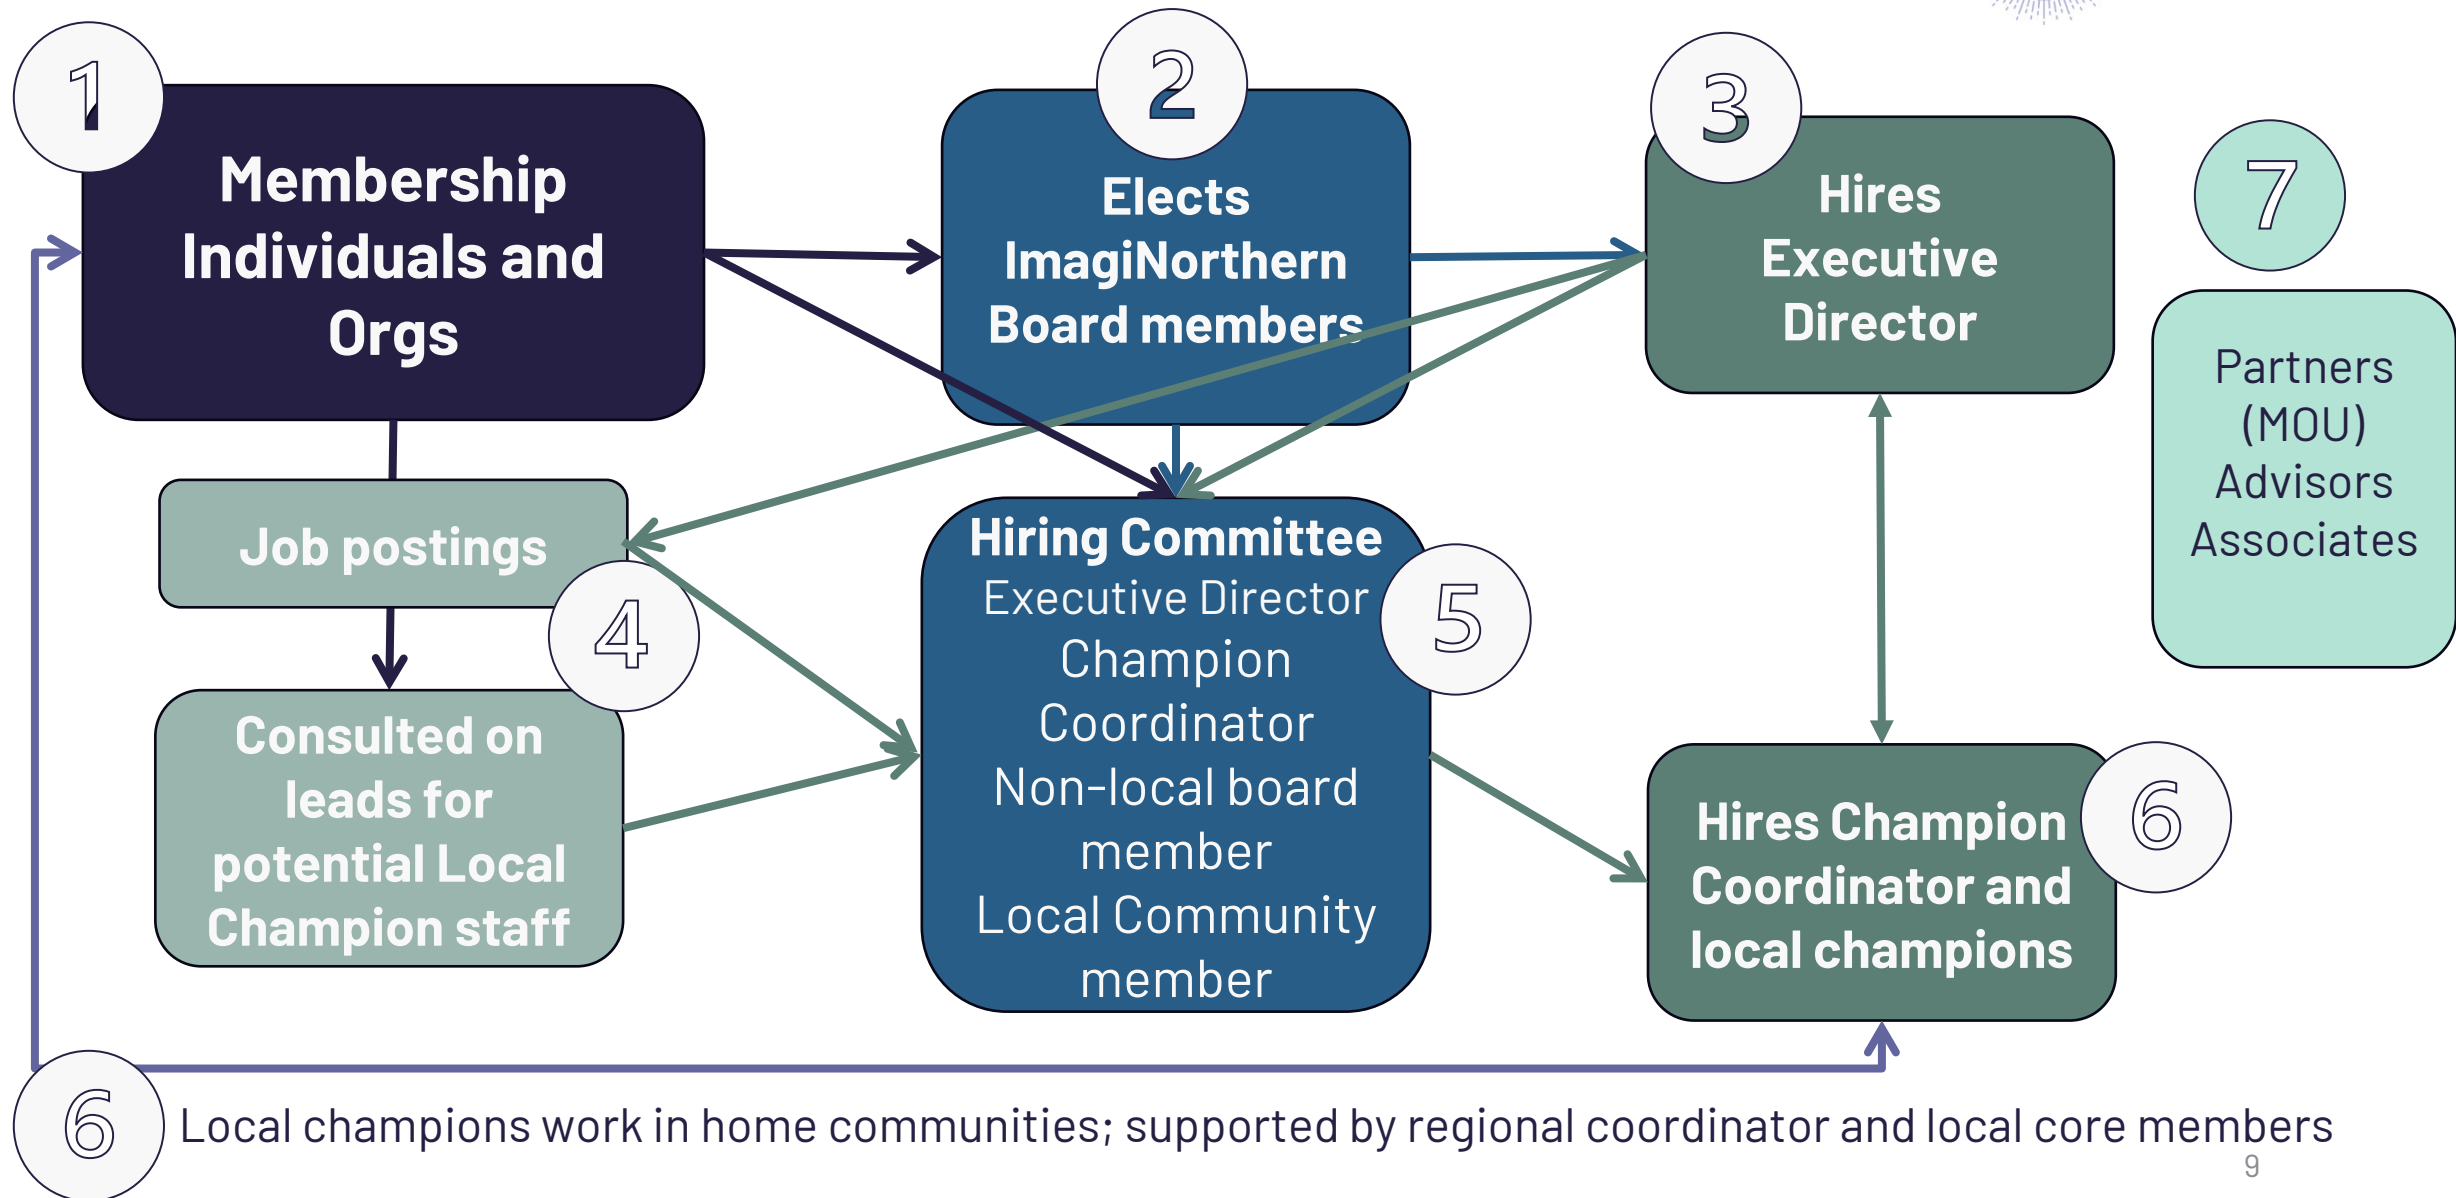 1
Membership
Individuals and
Orgs
2
Elects
ImagiNorthern
Board members
3
Hires
Executive
Director
7
Partners
(MOU)
Advisors
Associates
Job postings
4
Consulted on
leads for
potential Local
Champion staff
Hiring Committee
Executive Director
Champion
Coordinator
Non-local board
member
Local Community
member
5
Hires Champion
Coordinator and
local champions
6
6
Local champions work in home communities; supported by regional coordinator and local core members
9